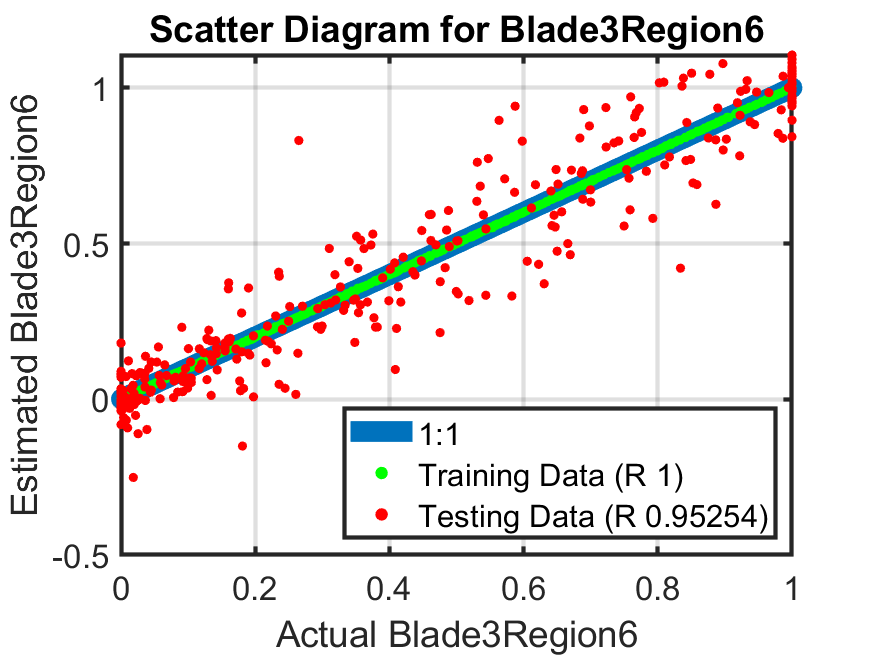 Scatter Diagram for Blade3Region6
Estimated Blade3Region6
1
0.5
0
-0.5
1:1
Training Data (R 1)
Testing Data (R 0.95254)
0 0.2 0.4 0.6 0.8 1
Actual Blade3Region6